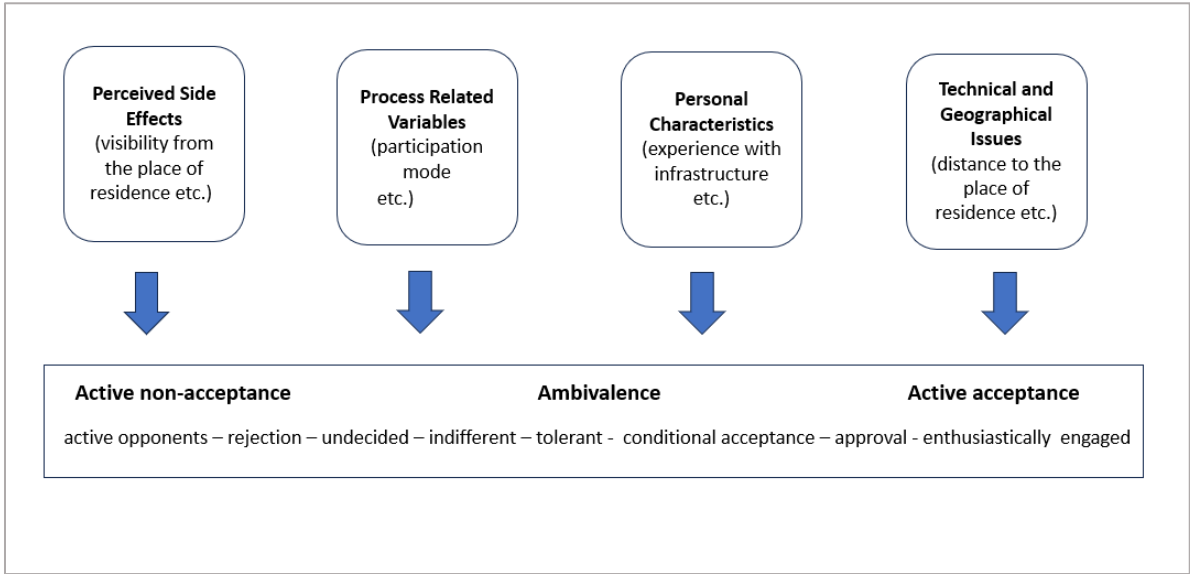 Perceived Side
Effects
(visibility from
the place of
residence etc.)
Process Related
Variables
(participation
mode
etc.)
Personal
Characteristics
(experience with
infrastructure
etc.)
Technical and
Geographical
Issues
(distance to the
place of
residence etc.)
Active non-acceptance Ambivalence Active acceptance
active opponents – rejection – undecided – indifferent – tolerant - conditional acceptance – approval - enthusiastically engaged